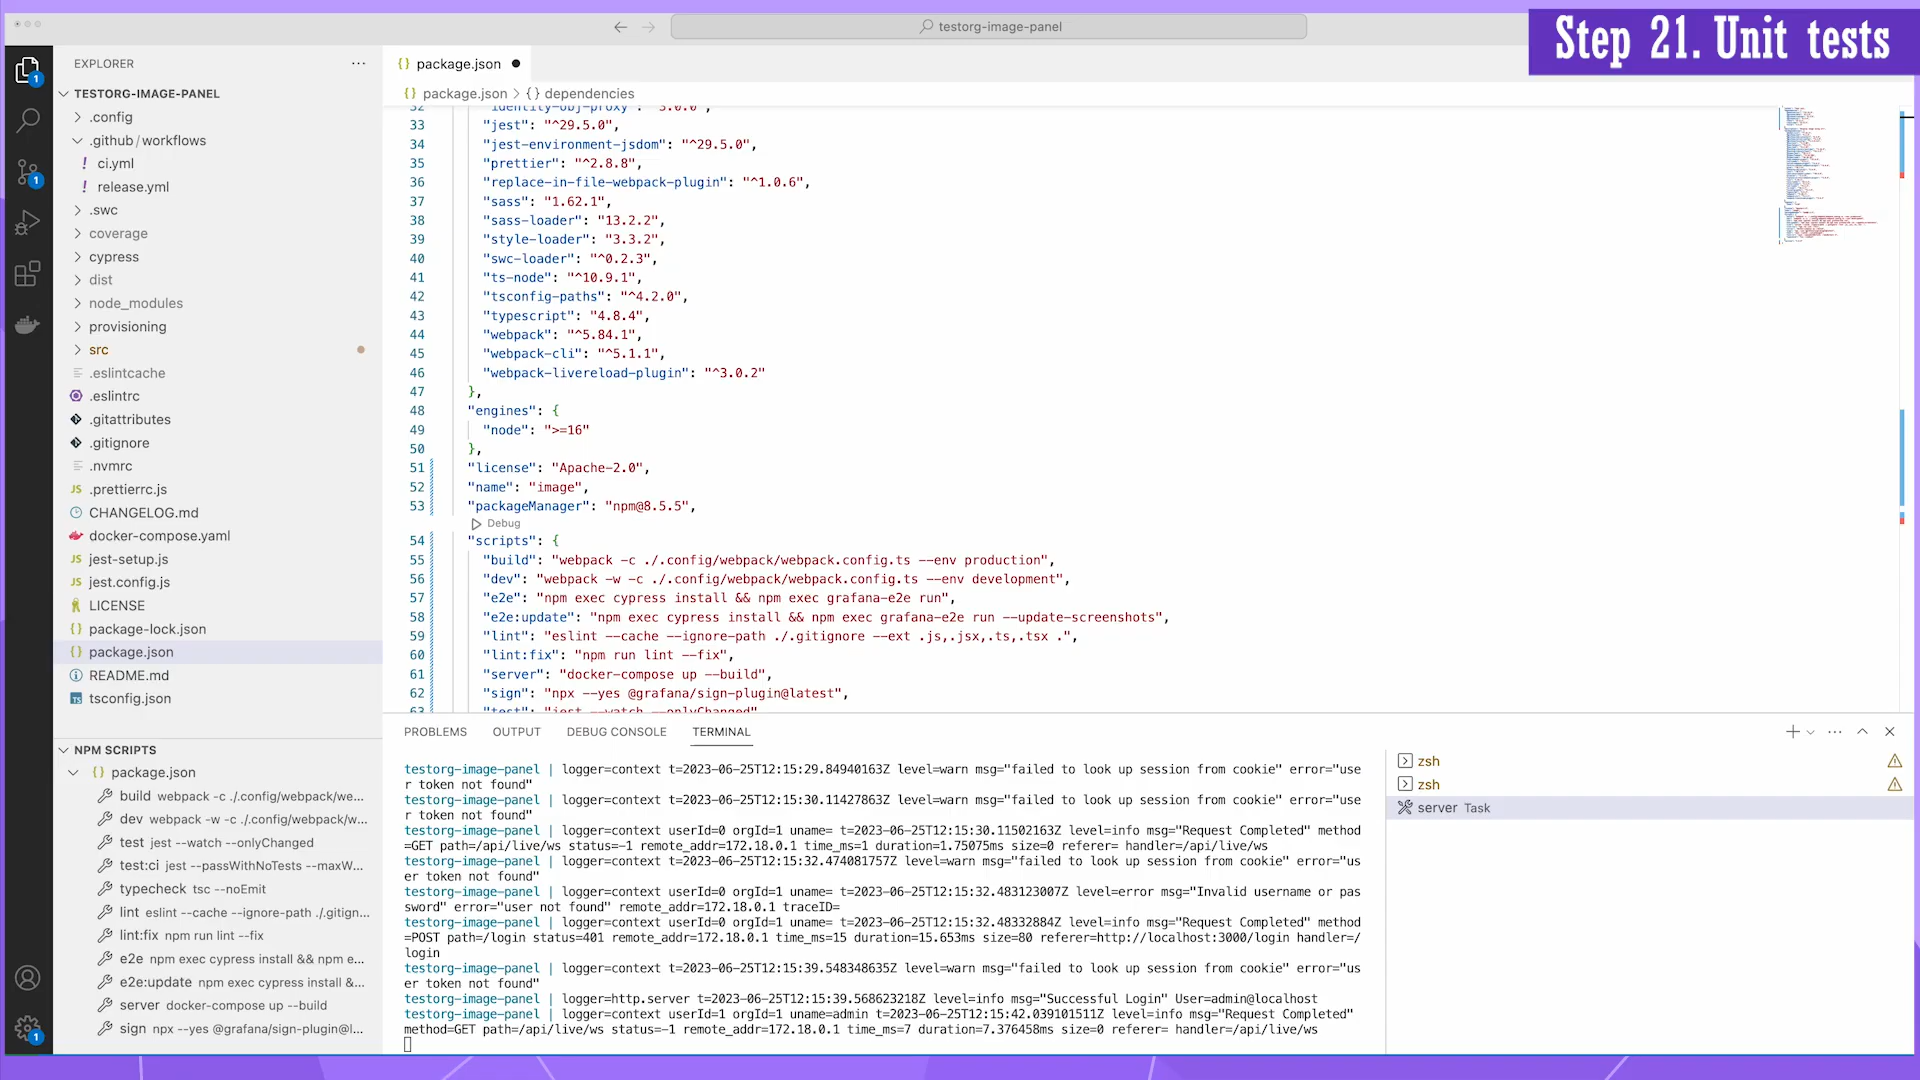 testorg-image-panel
Step 21. Unit tests
EXPLORER
package.json
TESTORG-IMAGE-PANEL
package.json > {} dependencies
.config
.github/workflows
ci.yml
release.yml
.swc
coverage
cypress
dist
node_modules
provisioning
src
.eslintcache
.eslintrc
.gitattributes
.gitignore
.nvmrc
JS .prettierrc.js
CHANGELOG.md
docker-compose.yaml
JS jest-setup.js
JS jest.config.js
LICENSE
{} package-lock.json
{} package.json
README.md
TS tsconfig.json
32 "identity-obj-proxy": "3.0.0",
33 "jest": "^29.5.0",
34 "jest-environment-jsdom": "^29.5.0",
35 "prettier": "^2.8.8",
36 "replace-in-file-webpack-plugin": "^1.0.6",
37 "sass": "1.62.1",
38 "sass-loader": "13.2.2",
39 "style-loader": "3.3.2",
40 "swc-loader": "^0.2.3",
41 "ts-node": "^10.9.1",
42 "tsconfig-paths": "^4.2.0",
43 "typescript": "4.8.4",
44 "webpack": "^5.84.1",
45 "webpack-cli": "^5.1.1",
46 "webpack-livereload-plugin": "^3.0.2"
47 },
48 "engines": {
49 "node": ">=16"
50 },
51 "license": "Apache-2.0",
52 "name": "image",
53 "packageManager": "npm@8.5.5",
Debug
54 "scripts": {
55 "build": "webpack -c ./.config/webpack/webpack.config.ts --env production",
56 "dev": "webpack -w -c ./.config/webpack/webpack.config.ts --env development",
57 "e2e": "npm exec cypress install && npm exec grafana-e2e run",
58 "e2e:update": "npm exec cypress install && npm exec grafana-e2e run --update-screenshots",
59 "lint": "eslint --cache --ignore-path ./.gitignore --ext .js,.jsx,.ts,.tsx .",
60 "lint:fix": "npm run lint --fix",
61 "server": "docker-compose up --build",
62 "sign": "npx --yes @grafana/sign-plugin@latest",
63 "test": "jest --watch --onlyChanged"
NPM SCRIPTS
{} package.json
build webpack -c ./.config/webpack/we...
dev webpack -w -c ./.config/webpack/w...
test jest --watch --onlyChanged
test:ci jest --passWithNoTests --maxW...
typecheck tsc --noEmit
lint eslint --cache --ignore-path ./.gitign...
lint:fix npm run lint --fix
e2e npm exec cypress install && npm e...
e2e:update npm exec cypress install &...
server docker-compose up --build
sign npx --yes @grafana/sign-plugin@l...
PROBLEMS OUTPUT DEBUG CONSOLE TERMINAL
testorg-image-panel | logger=context t=2023-06-25T12:15:29.84940163Z level=warn msg="failed to look up session from cookie" error="use
r token not found"
testorg-image-panel | logger=context t=2023-06-25T12:15:30.11427863Z level=warn msg="failed to look up session from cookie" error="use
r token not found"
testorg-image-panel | logger=context userId=0 orgId=1 uname= t=2023-06-25T12:15:30.11502163Z level=info msg="Request Completed" method
=GET path=/api/live/ws status=-1 remote_addr=172.18.0.1 time_ms=1 duration=1.75075ms size=0 referer= handler=/api/live/ws
testorg-image-panel | logger=context t=2023-06-25T12:15:32.474081757Z level=warn msg="failed to look up session from cookie" error="us
er token not found"
testorg-image-panel | logger=context userId=0 orgId=1 uname= t=2023-06-25T12:15:32.483123007Z level=error msg="Invalid username or pas
sword" error="user not found" remote_addr=172.18.0.1 traceID=
testorg-image-panel | logger=context userId=0 orgId=1 uname= t=2023-06-25T12:15:32.48332884Z level=info msg="Request Completed" method
=POST path=/login status=401 remote_addr=172.18.0.1 time_ms=15 duration=15.653ms size=80 referer=http://localhost:3000/login handler=/
login
testorg-image-panel | logger=context t=2023-06-25T12:15:39.548348635Z level=warn msg="failed to look up session from cookie" error="us
er token not found"
testorg-image-panel | logger=http.server t=2023-06-25T12:15:39.568623218Z level=info msg="Successful Login" User=admin@localhost
testorg-image-panel | logger=context userId=1 orgId=1 uname=admin t=2023-06-25T12:15:42.039101511Z level=info msg="Request Completed"
method=GET path=/api/live/ws status=-1 remote_addr=172.18.0.1 time_ms=7 duration=7.376458ms size=0 referer= handler=/api/live/ws
zsh
zsh
server Task